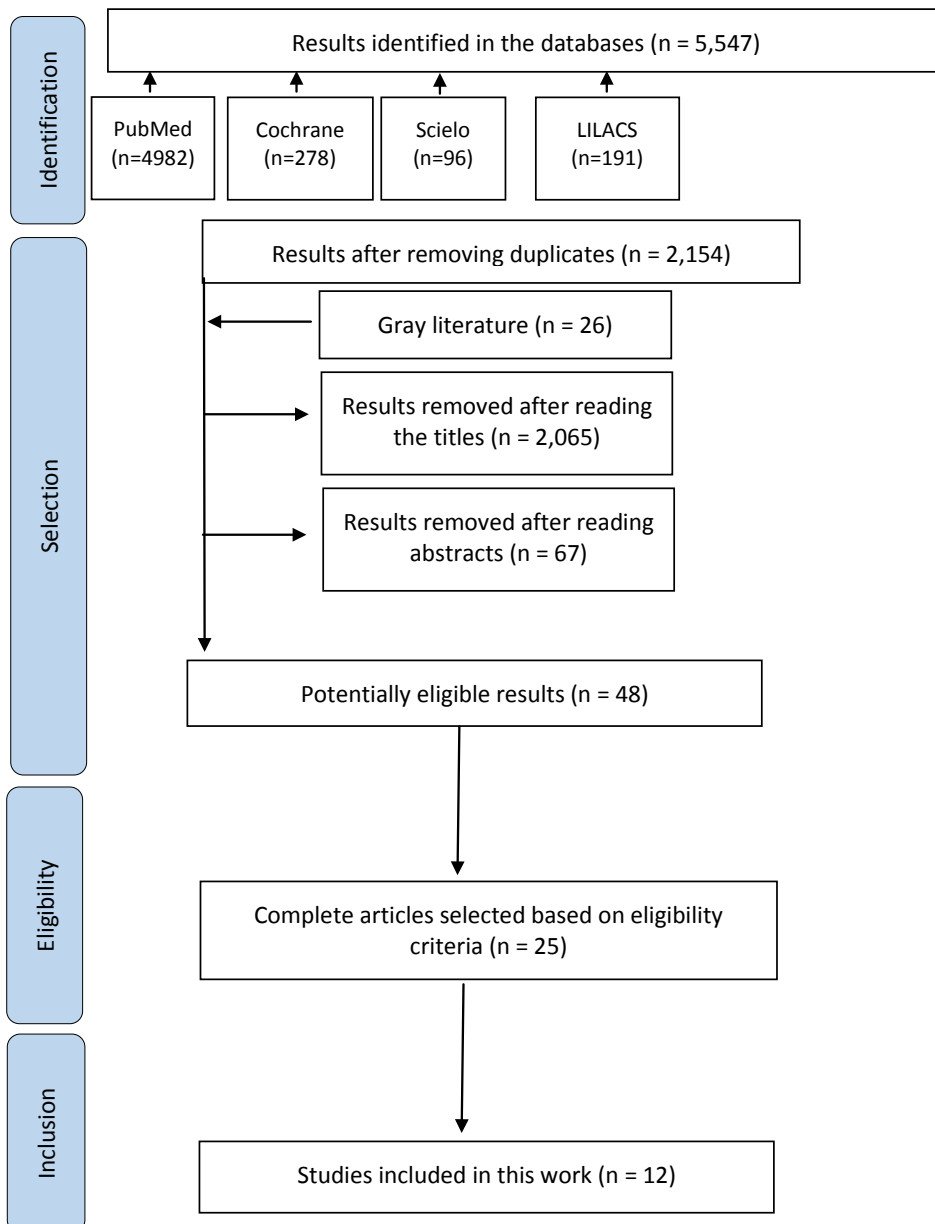 Identification
Results identified in the databases (n = 5,547)
PubMed
(n=4982)
Cochrane
(n=278)
Scielo
(n=96)
LILACS
(n=191)
Selection
Results after removing duplicates (n = 2,154)
Gray literature (n = 26)
Results removed after reading
the titles (n = 2,065)
Results removed after reading
abstracts (n = 67)
Potentially eligible results (n = 48)
Eligibility
Complete articles selected based on eligibility
criteria (n = 25)
Inclusion
Studies included in this work (n = 12)